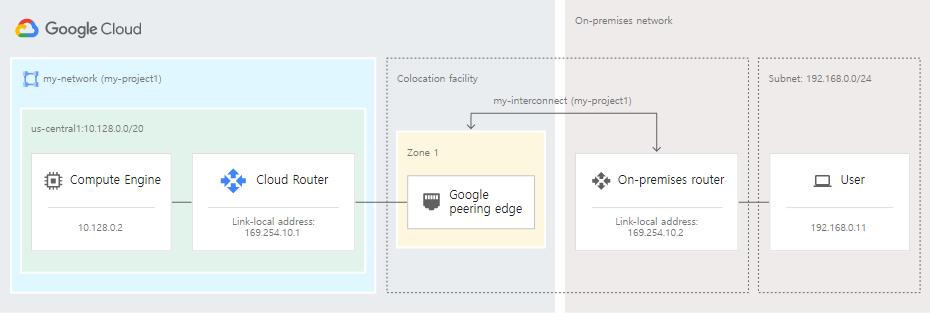 Google Cloud
On-premises network
my-network (my-project1)
Colocation facility
Subnet: 192.168.0.0/24
my-interconnect (my-project1)
us-central1:10.128.0.0/20
Zone 1
Compute Engine
10.128.0.2
Cloud Router
Link-local address:
169.254.10.1
Google
peering edge
On-premises router
Link-local address:
169.254.10.2
User
192.168.0.11